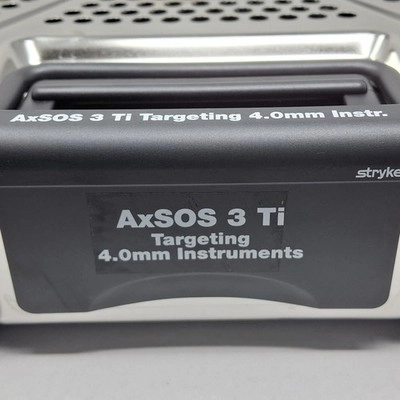 AxSOS 3 Ti Targeting 4.0mm Instr.
stryke
AxSOS 3 Ti
Targeting
4.0mm Instruments